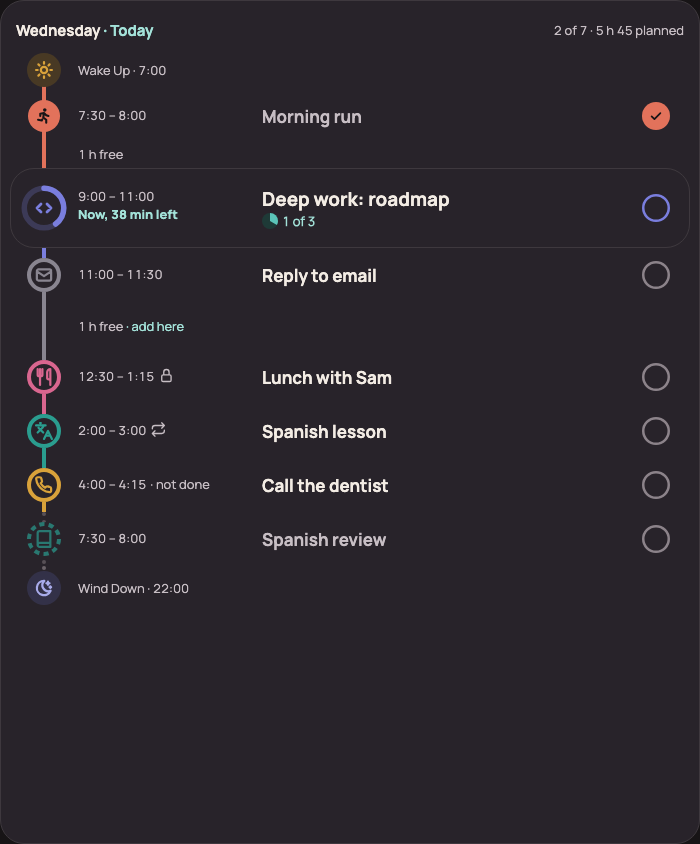 Wednesday · Today
2 of 7 · 5 h 45 planned
Wake Up · 7:00
7:30 – 8:00
Morning run
1 h free
9:00 – 11:00
Deep work: roadmap
Now, 38 min left
1 of 3
11:00 – 11:30
Reply to email
1 h free · add here
12:30 – 1:15
Lunch with Sam
2:00 – 3:00
Spanish lesson
4:00 – 4:15 · not done
Call the dentist
7:30 – 8:00
Spanish review
Wind Down · 22:00